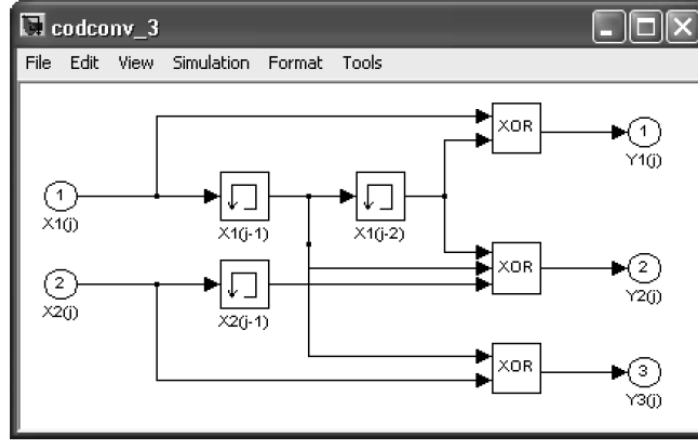 codconv_3
File Edit View Simulation Format Tools
XOR
1
Y1(j)
1
X1(j)
X1(j-1)
X1(j-2)
XOR
2
Y2(j)
2
X2(j)
X2(j-1)
XOR
3
Y3(j)